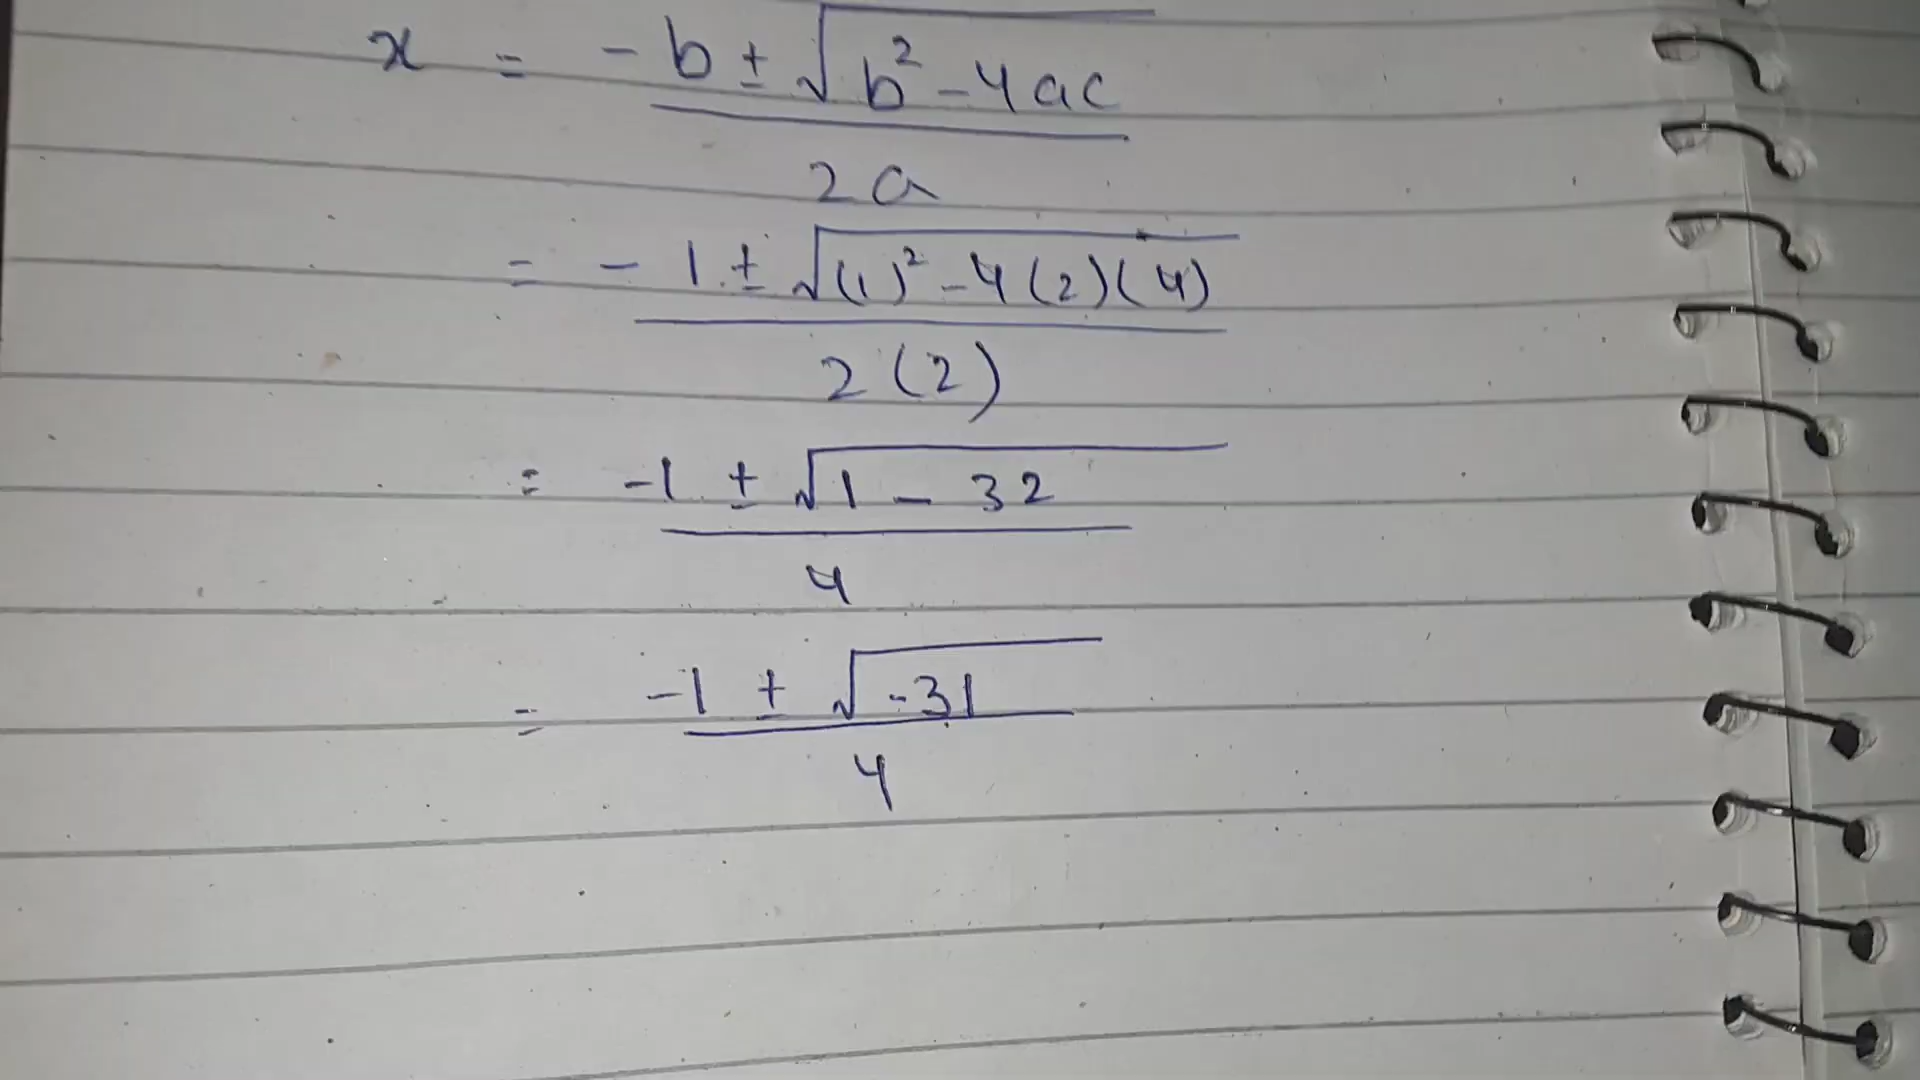 x = -b ± √b² - 4ac
2a
= - 1 ± √(1)² - 4(2)(4)
2(2)
= -1 ± √1 - 32
4
= -1 ± √-31
4